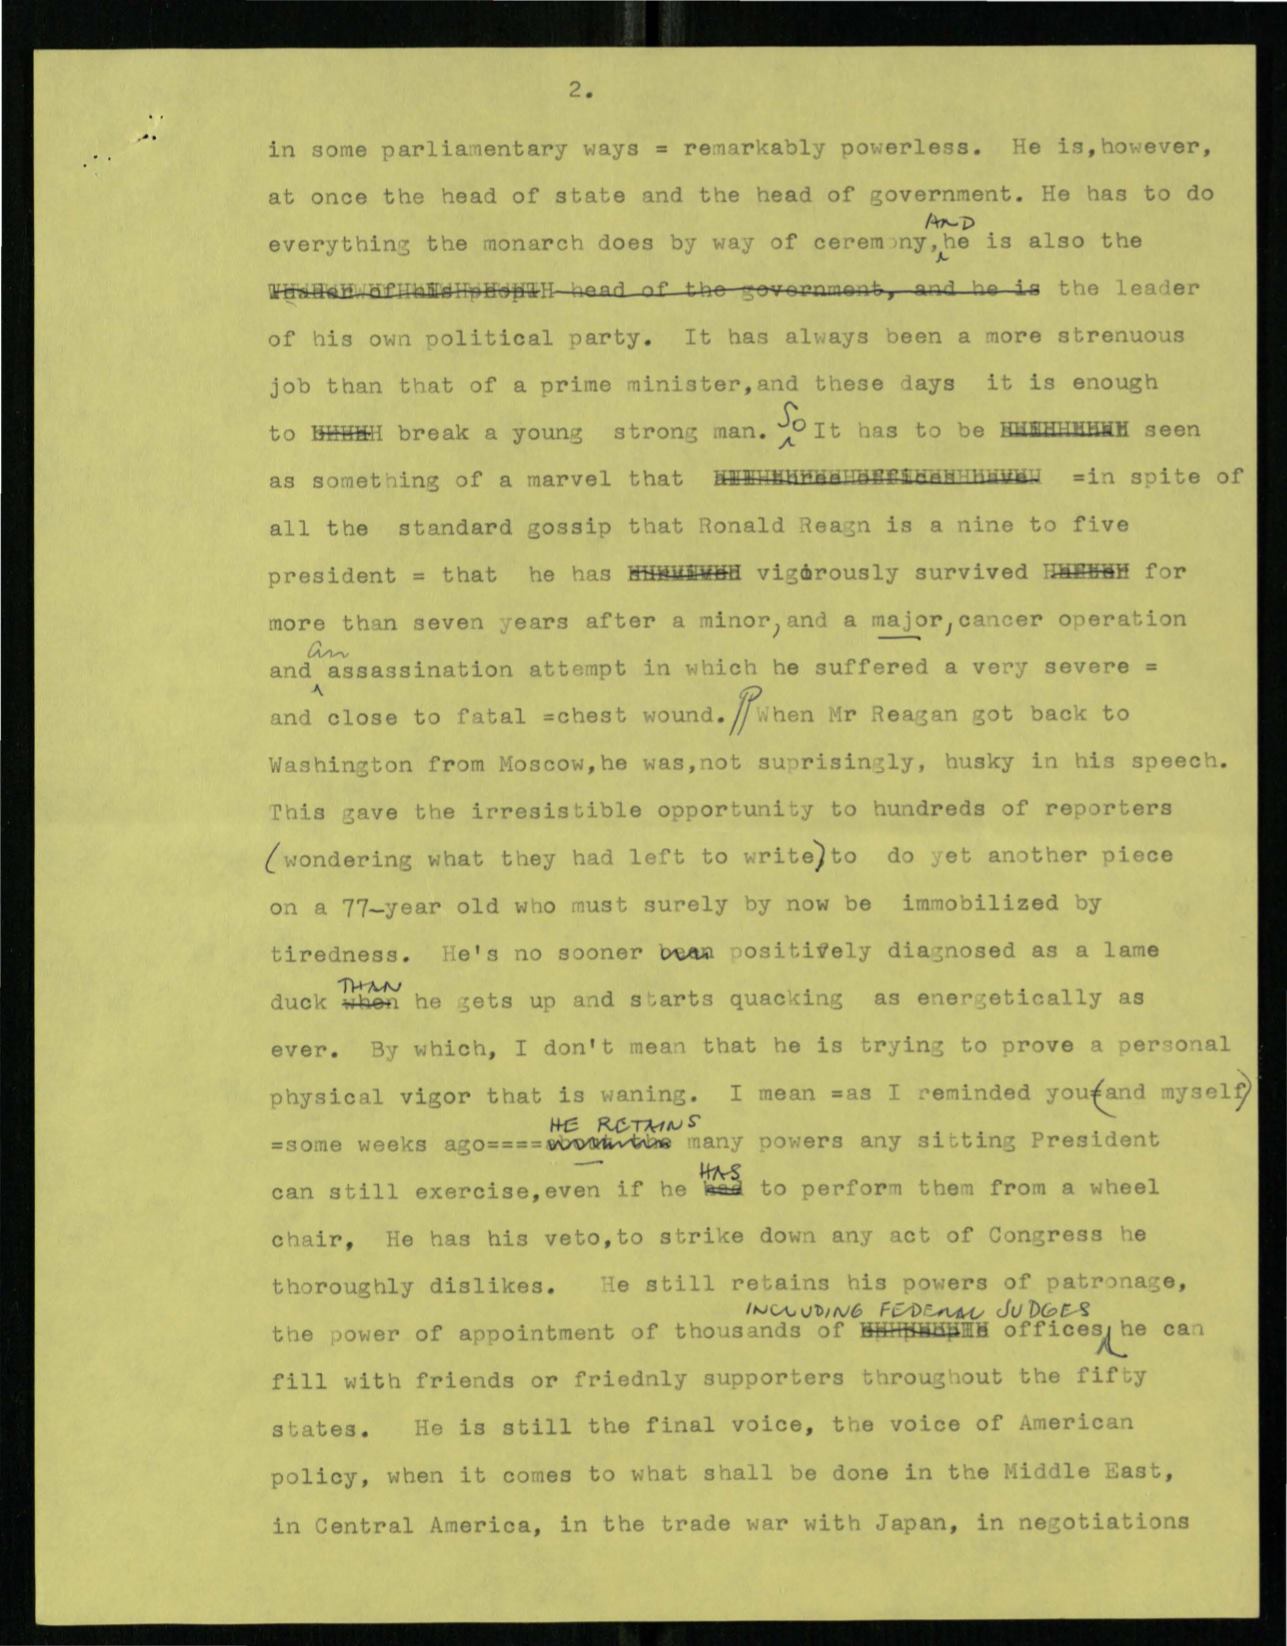 2.
in some parliamentary ways = remarkably powerless. He is,however,
at once the head of state and the head of government. He has to do
AND
everything the monarch does by way of ceremony,he is also the
head of the government, and he is the leader
of his own political party. It has always been a more strenuous
job than that of a prime minister,and these days it is enough
to break a young strong man. So It has to be seen
as something of a marvel that =in spite of
all the standard gossip that Ronald Reagn is a nine to five
president = that he has vigorously survived for
more than seven years after a minor, and a major, cancer operation
an
and assassination attempt in which he suffered a very severe =
and close to fatal =chest wound. When Mr Reagan got back to
Washington from Moscow,he was,not suprisingly, husky in his speech.
This gave the irresistible opportunity to hundreds of reporters
(wondering what they had left to write) to do yet another piece
on a 77-year old who must surely by now be immobilized by
tiredness. He's no sooner been positively diagnosed as a lame
THAN
duck when he gets up and starts quacking as energetically as
ever. By which, I don't mean that he is trying to prove a personal
physical vigor that is waning. I mean =as I reminded you (and myself)
HE RETAINS
=some weeks ago==== many powers any sitting President
HAS
can still exercise,even if he had to perform them from a wheel
chair, He has his veto,to strike down any act of Congress he
thoroughly dislikes. He still retains his powers of patronage,
INCLUDING FEDERAL JUDGES
the power of appointment of thousands of offices he can
fill with friends or friednly supporters throughout the fifty
states. He is still the final voice, the voice of American
policy, when it comes to what shall be done in the Middle East,
in Central America, in the trade war with Japan, in negotiations